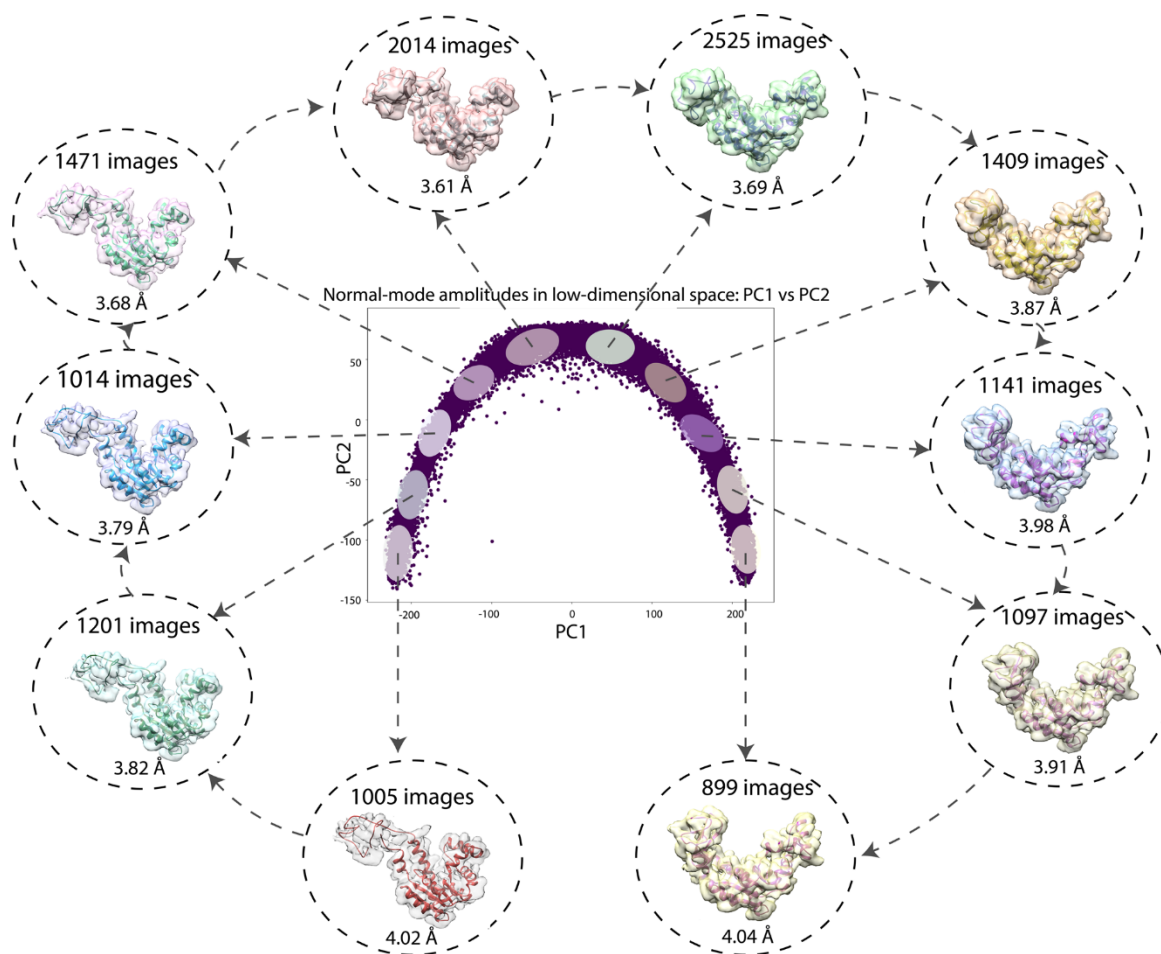 2014 images
3.61 Å
2525 images
3.69 Å
1471 images
3.68 Å
1409 images
3.87 Å
Normal-mode amplitudes in low-dimensional space: PC1 vs PC2
1014 images
3.79 Å
1141 images
3.98 Å
PC2
50
0
-50
-100
-150
-200
-100
0
100
200
PC1
1201 images
3.82 Å
1097 images
3.91 Å
1005 images
4.02 Å
899 images
4.04 Å